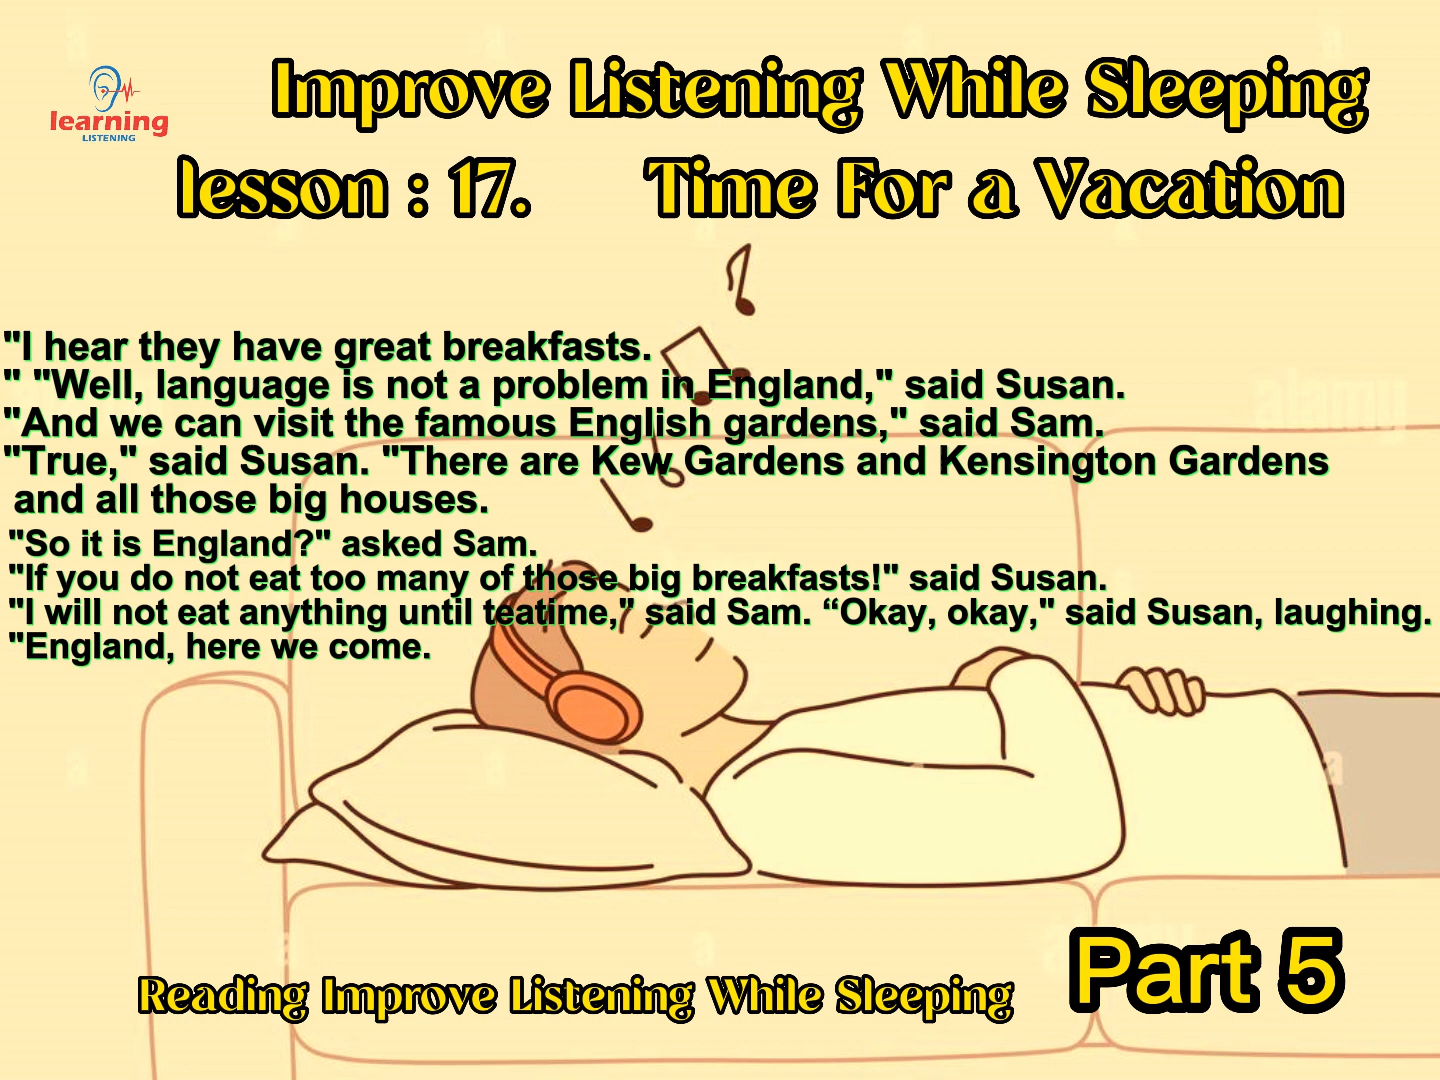 learning
LISTENING
Improve Listening While Sleeping
lesson : 17. Time For a Vacation
"I hear they have great breakfasts.
" "Well, language is not a problem in England," said Susan.
"And we can visit the famous English gardens," said Sam.
"True," said Susan. "There are Kew Gardens and Kensington Gardens
and all those big houses.
"So it is England?" asked Sam.
"If you do not eat too many of those big breakfasts!" said Susan.
"I will not eat anything until teatime,” said Sam. “Okay, okay," said Susan, laughing.
"England, here we come.
alamy
Reading Improve Listening While Sleeping
Part 5